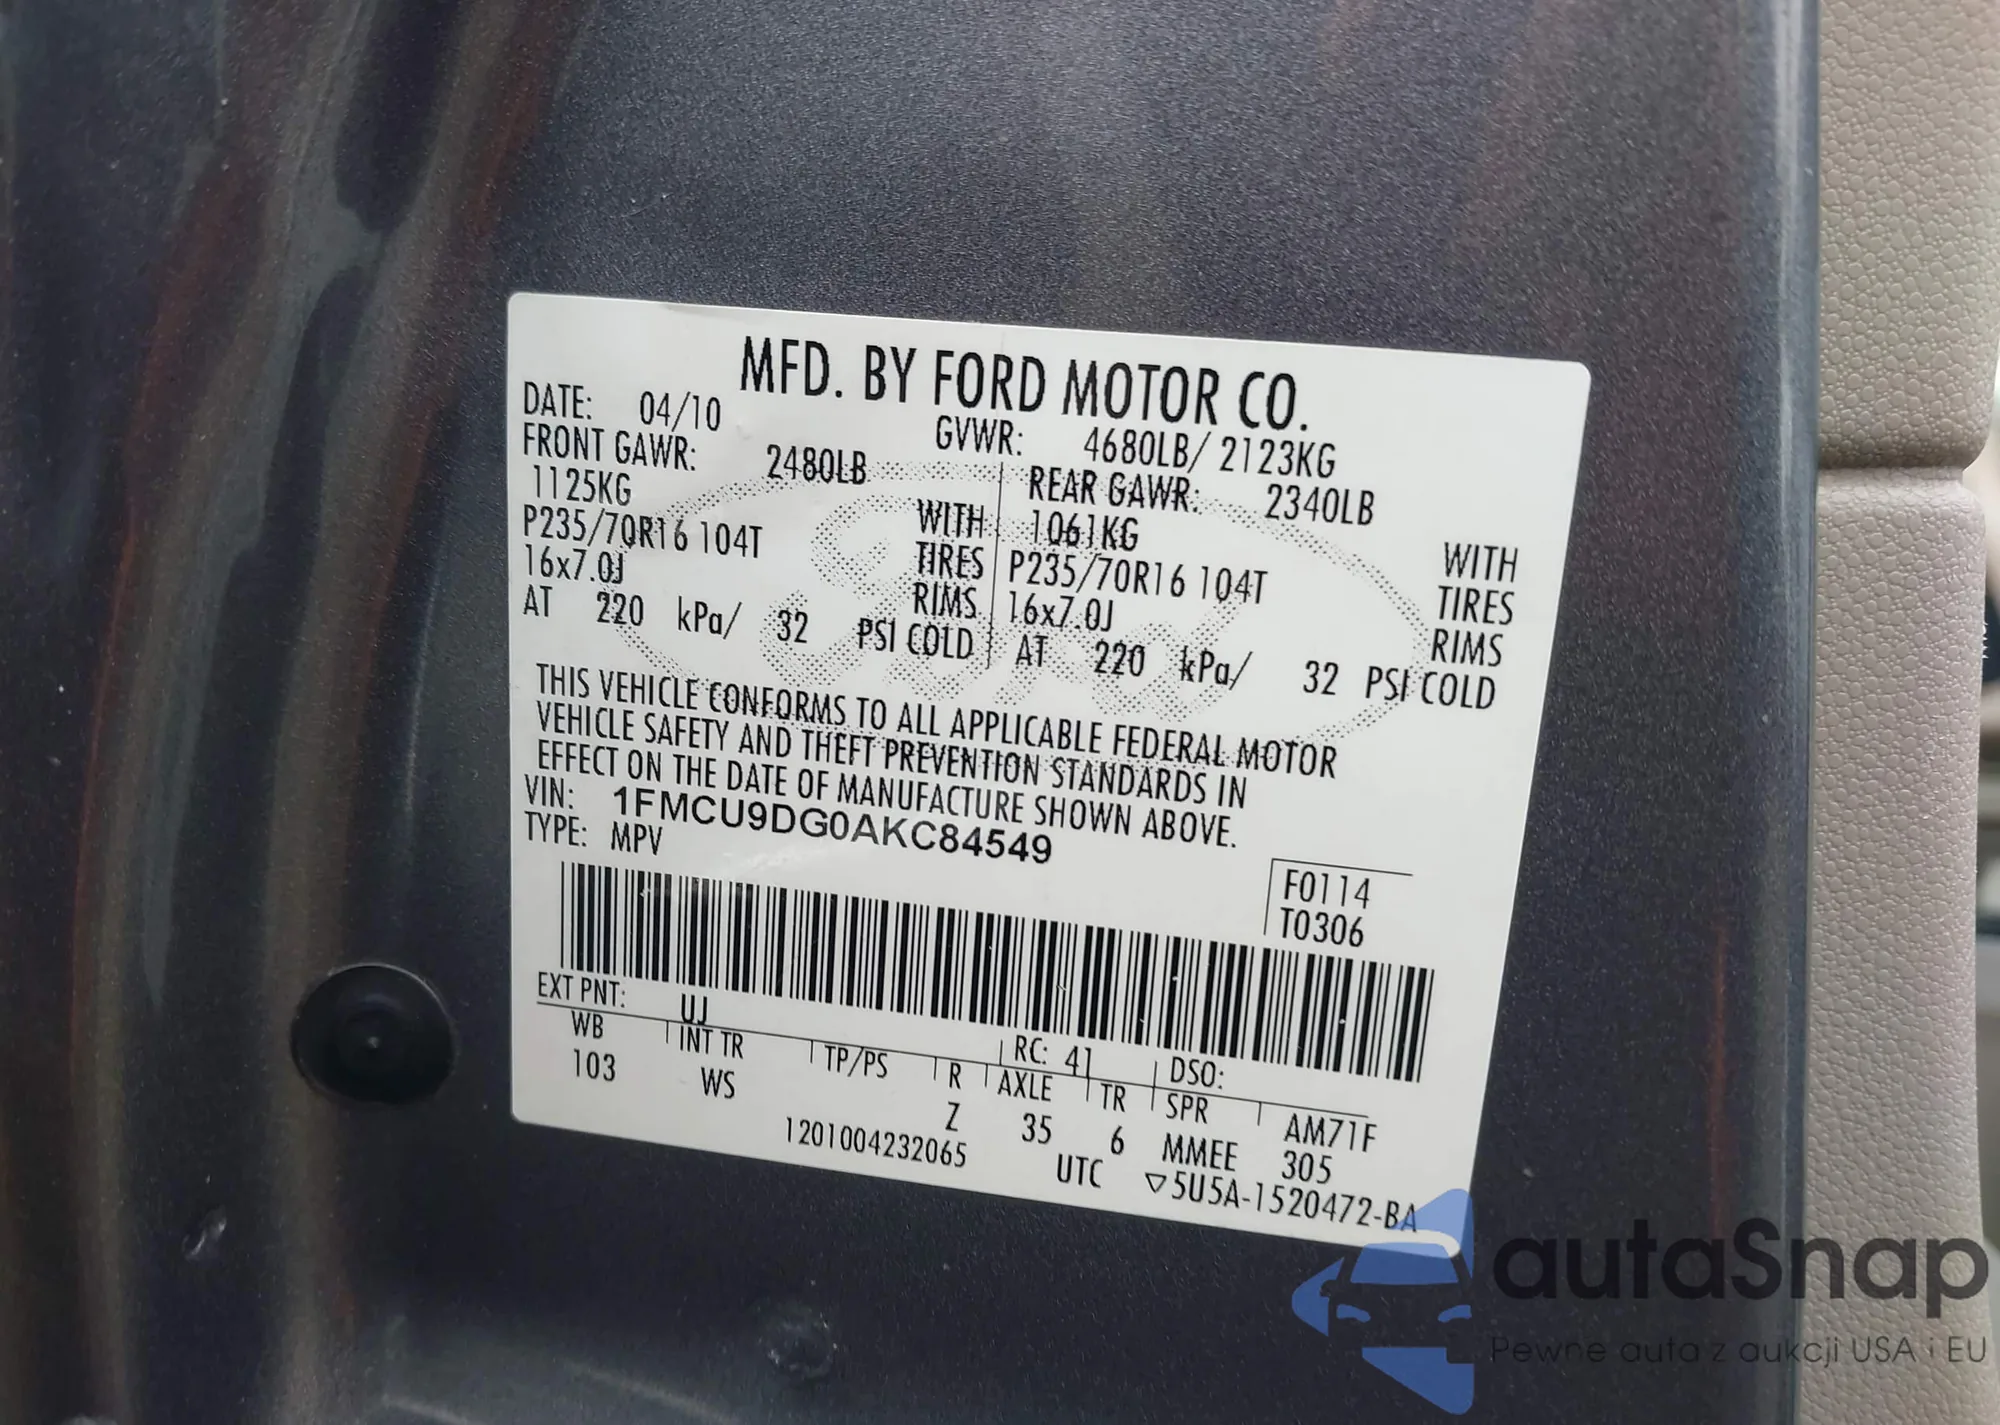 MFD. BY FORD MOTOR CO.
DATE: 04/10 GVWR: 4680LB/ 2123KG
FRONT GAWR: 2480LB REAR GAWR: 2340LB
1125KG WITH 1061KG WITH
P235/70R16 104T TIRES P235/70R16 104T TIRES
16x7.0J RIMS 16x7.0J RIMS
AT 220 kPa/ 32 PSI COLD AT 220 kPa/ 32 PSI COLD
THIS VEHICLE CONFORMS TO ALL APPLICABLE FEDERAL MOTOR
VEHICLE SAFETY AND THEFT PREVENTION STANDARDS IN
EFFECT ON THE DATE OF MANUFACTURE SHOWN ABOVE.
VIN: 1FMCU9DG0AKC84549
TYPE: MPV
F0114
T0306
EXT PNT: UJ RC: 41 DSO:
WB INT TR TP/PS R AXLE TR SPR AM71F
103 WS Z 35 6 MMEE 305
1201004232065 UTC ▽5U5A-1520472-BA
autaSnap
Pewne auta z aukcji USA i EU